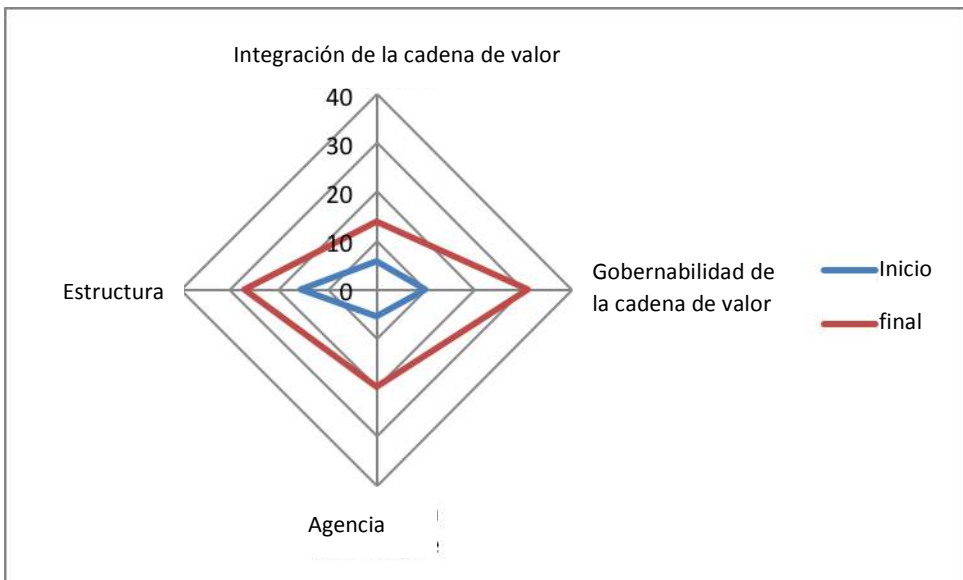 Integración de la cadena de valor
40
30
20
10
0
Estructura
Gobernabilidad de
la cadena de valor
Inicio
final
Agencia